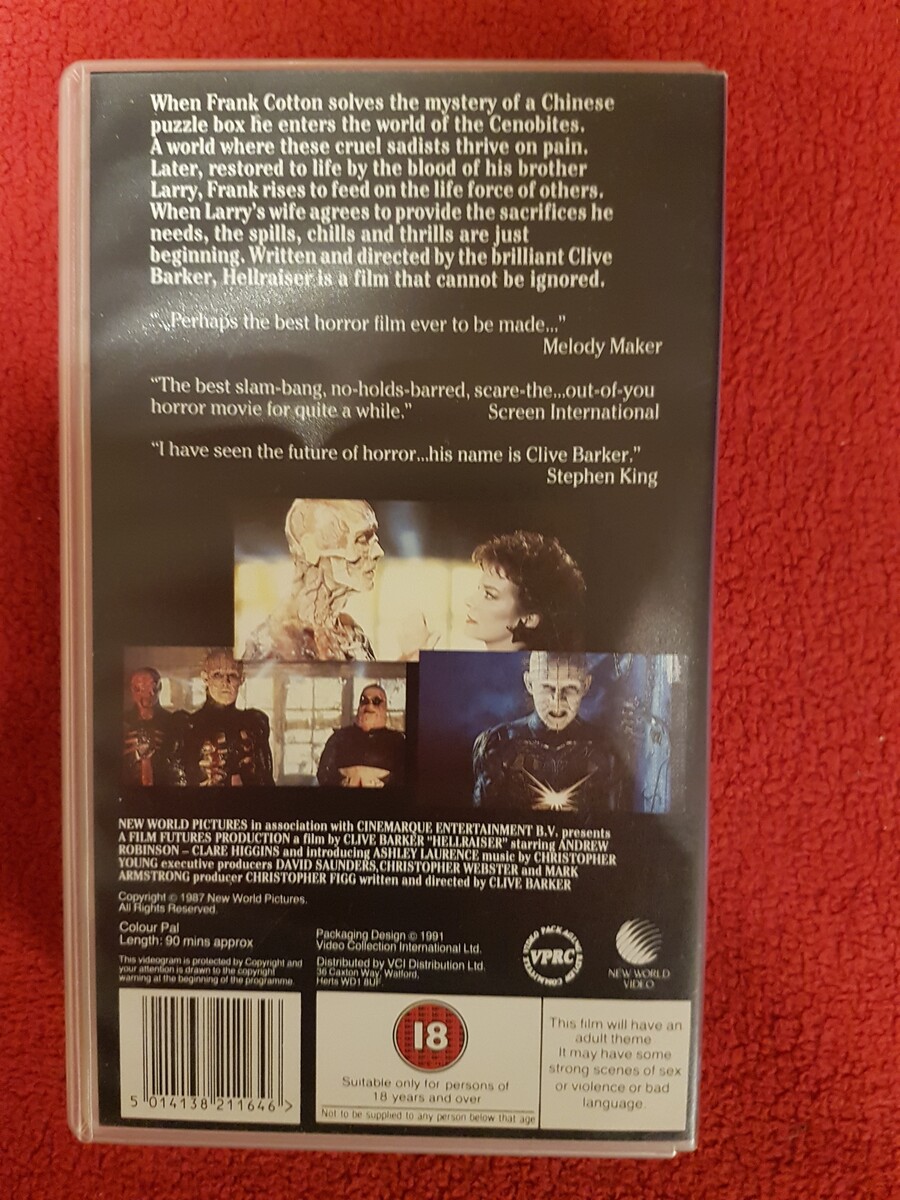 When Frank Cotton solves the mystery of a Chinese
puzzle box he enters the world of the Cenobites.
A world where these cruel sadists thrive on pain.
Later, restored to life by the blood of his brother
Larry, Frank rises to feed on the life force of others.
When Larry's wife agrees to provide the sacrifices he
needs, the spills, chills and thrills are just
beginning. Written and directed by the brilliant Clive
Barker, Hellraiser is a film that cannot be ignored.
"...Perhaps the best horror film ever to be made..."
Melody Maker
"The best slam-bang, no-holds-barred, scare-the...out-of-you
horror movie for quite a while." Screen International
"I have seen the future of horror...his name is Clive Barker."
Stephen King
NEW WORLD PICTURES in association with CINEMARQUE ENTERTAINMENT B.V. presents
A FILM FUTURES PRODUCTION a film by CLIVE BARKER "HELLRAISER" starring ANDREW
ROBINSON – CLARE HIGGINS and introducing ASHLEY LAURENCE music by CHRISTOPHER
YOUNG executive producers DAVID SAUNDERS, CHRISTOPHER WEBSTER and MARK
ARMSTRONG producer CHRISTOPHER FIGG written and directed by CLIVE BARKER
Copyright © 1987 New World Pictures.
All Rights Reserved.
Colour Pal
Length: 90 mins approx
This videogram is protected by Copyright and
your attention is drawn to the copyright
warning at the beginning of the programme.
Packaging Design © 1991
Video Collection International Ltd.
Distributed by VCI Distribution Ltd.
36 Caxton Way, Watford,
Herts WD1 8UF.
VIDEO PACKAGING REVIEW COMMITTEE
VPRC
NEW WORLD
VIDEO
5 014138 211646 >
18
Suitable only for persons of
18 years and over
Not to be supplied to any person below that age
This film will have an
adult theme
It may have some
strong scenes of sex
or violence or bad
language.